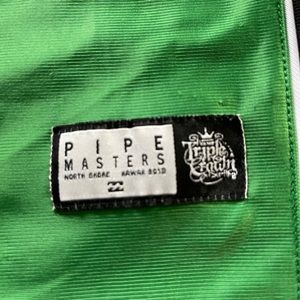 PIPE
MASTERS
NORTH SHORE HAWAII 2010
Triple
Crown